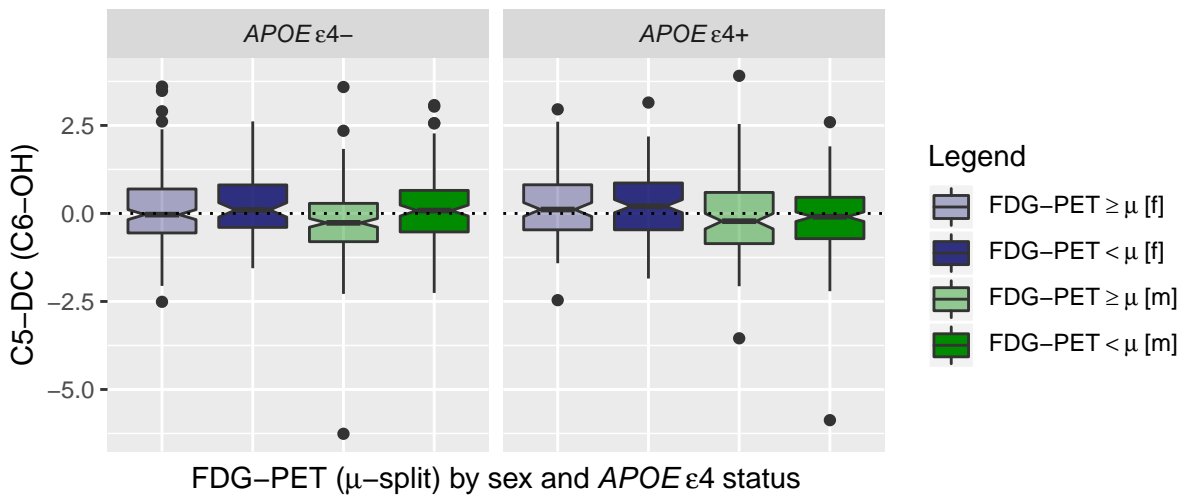 APOE ε4− APOE ε4+
2.5
0.0
−2.5
−5.0
C5−DC (C6−OH)
FDG−PET (μ−split) by sex and APOE ε4 status
Legend
FDG−PET ≥ μ [f]
FDG−PET < μ [f]
FDG−PET ≥ μ [m]
FDG−PET < μ [m]